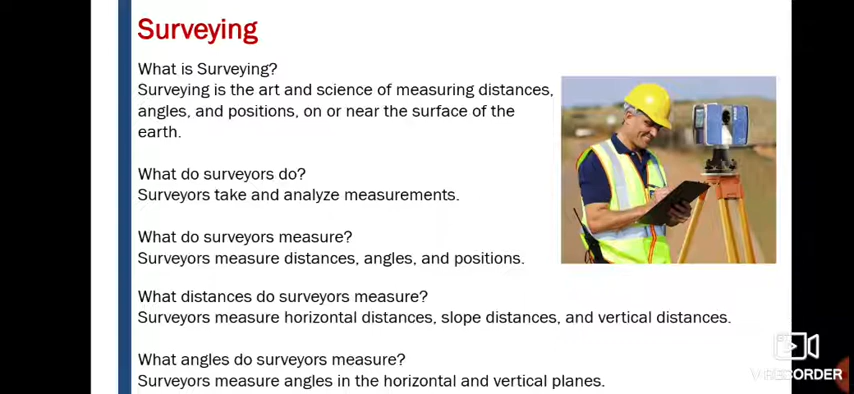 Surveying
What is Surveying?
Surveying is the art and science of measuring distances,
angles, and positions, on or near the surface of the
earth.
What do surveyors do?
Surveyors take and analyze measurements.
What do surveyors measure?
Surveyors measure distances, angles, and positions.
What distances do surveyors measure?
Surveyors measure horizontal distances, slope distances, and vertical distances.
What angles do surveyors measure?
Surveyors measure angles in the horizontal and vertical planes.
V.RECORDER